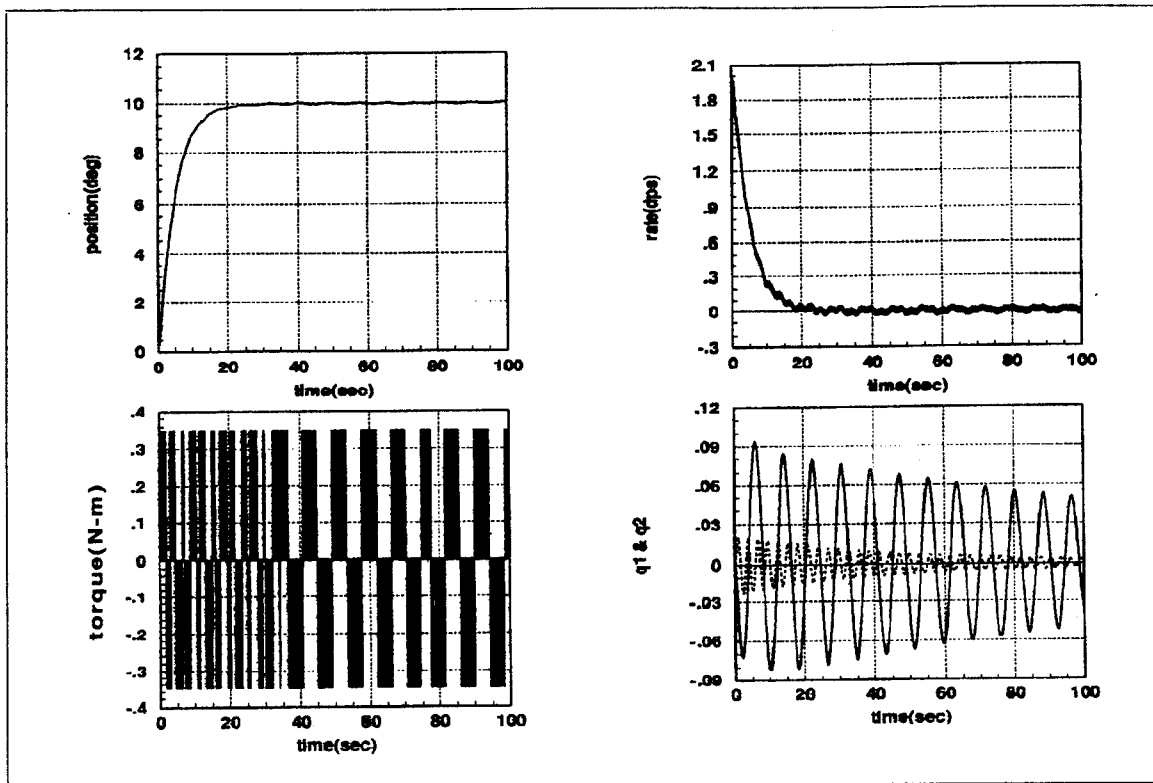 12
10
8
6
4
2
0
position(deg)
0 20 40 60 80 100
time(sec)
2.1
1.8
1.5
1.2
.9
.6
.3
0
-.3
rate(dps)
0 20 40 60 80 100
time(sec)
.4
.3
.2
.1
0
-.1
-.2
-.3
-.4
torque(N-m)
0 20 40 60 80 100
time(sec)
0.12
.09
.06
.03
0
-.03
-.06
-.09
q1 & q2
0 20 40 60 80 100
time(sec)